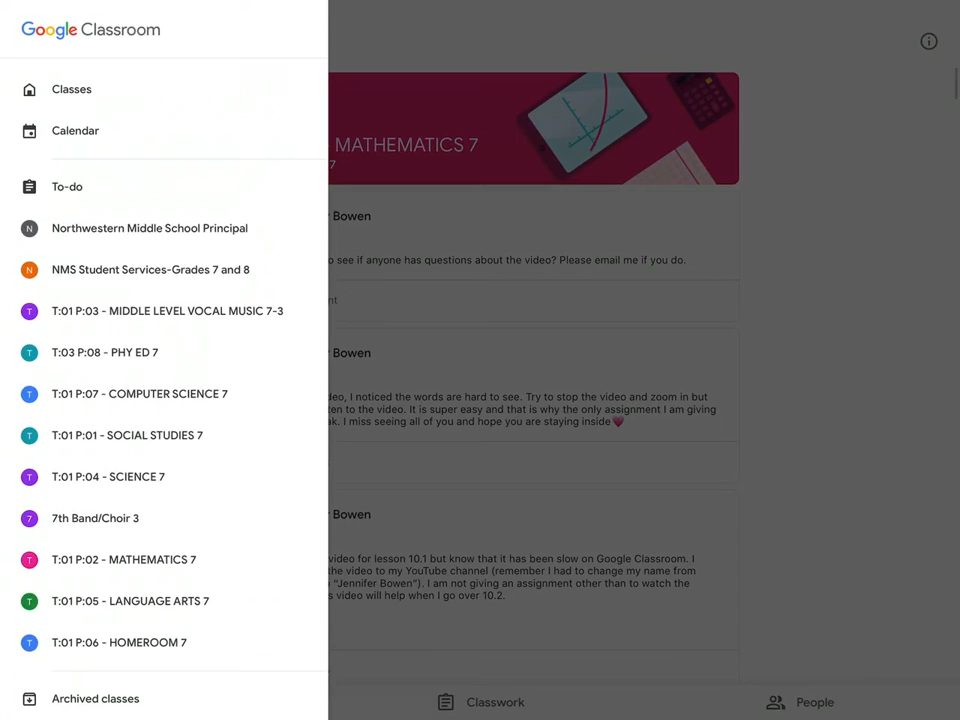 Google Classroom
Classes
Calendar
To-do
N Northwestern Middle School Principal
N NMS Student Services-Grades 7 and 8
T T:01 P:03 - MIDDLE LEVEL VOCAL MUSIC 7-3
T T:03 P:08 - PHY ED 7
T T:01 P:07 - COMPUTER SCIENCE 7
T T:01 P:01 - SOCIAL STUDIES 7
T T:01 P:04 - SCIENCE 7
7 7th Band/Choir 3
T T:01 P:02 - MATHEMATICS 7
T T:01 P:05 - LANGUAGE ARTS 7
T T:01 P:06 - HOMEROOM 7
Archived classes
MATHEMATICS 7
7
Bowen
see if anyone has questions about the video? Please email me if you do.
Bowen
I noticed the words are hard to see. Try to stop the video and zoom in but
to the video. It is super easy and that is why the only assignment I am giving
I miss seeing all of you and hope you are staying inside💗
Bowen
video for lesson 10.1 but know that it has been slow on Google Classroom. I
the video to my YouTube channel (remember I had to change my name from
"Jennifer Bowen"). I am not giving an assignment other than to watch the
video will help when I go over 10.2.
Classwork
People